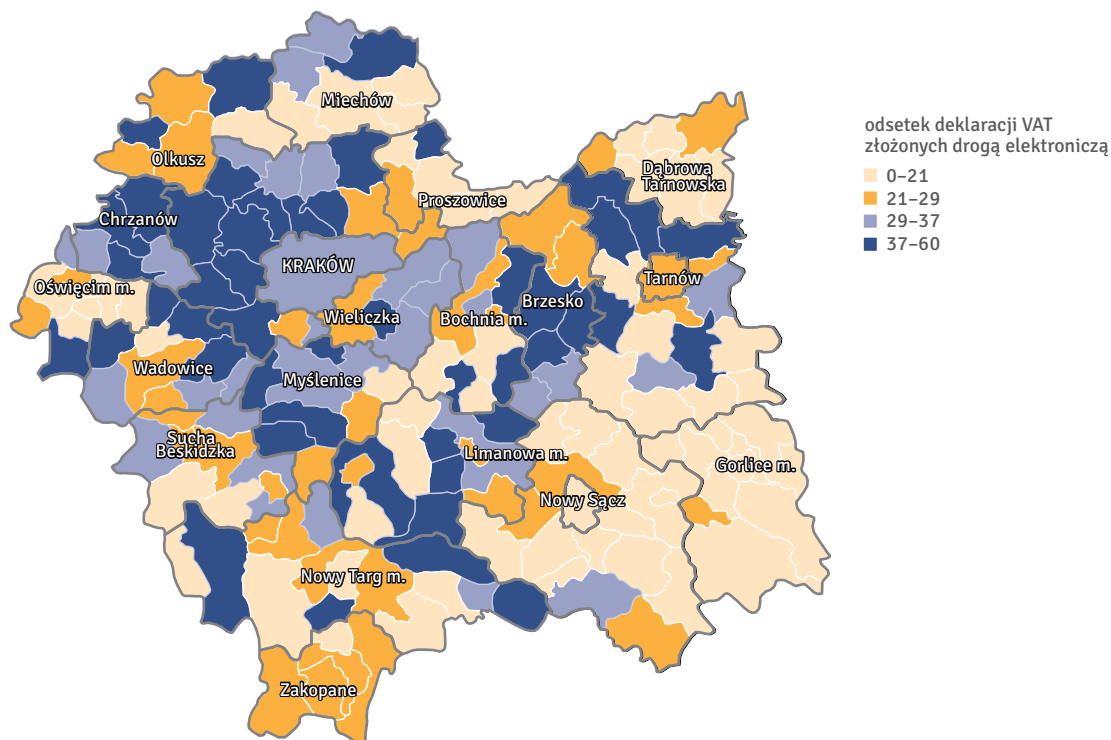 odsetek deklaracji VAT
złożonych drogą elektroniczą
0–21
21–29
29–37
37–60
Miechów
Olkusz
Dąbrowa
Tarnowska
Proszowice
Chrzanów
KRAKÓW
Tarnów
Oświęcim m.
Brzesko
Wieliczka
Bochnia m.
Wadowice
Myślenice
Sucha
Beskidzka
Limanowa m.
Gorlice m.
Nowy Sącz
Nowy Targ m.
Zakopane